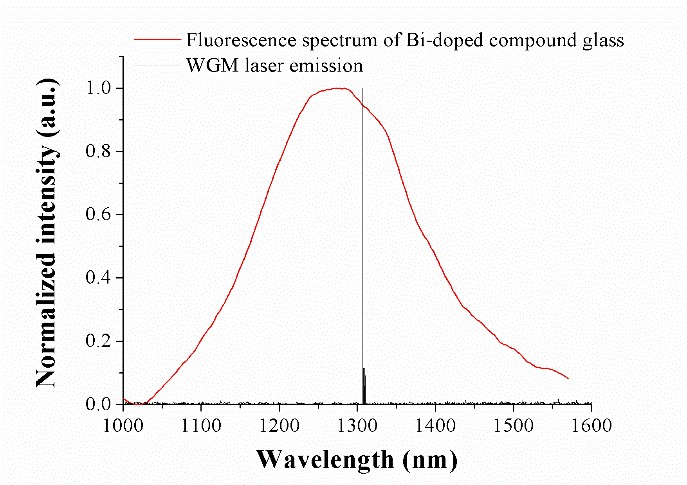 Fluorescence spectrum of Bi-doped compound glass
WGM laser emission
Normalized intensity (a.u.)
1.0
0.8
0.6
0.4
0.2
0.0
1000 1100 1200 1300 1400 1500 1600
Wavelength (nm)